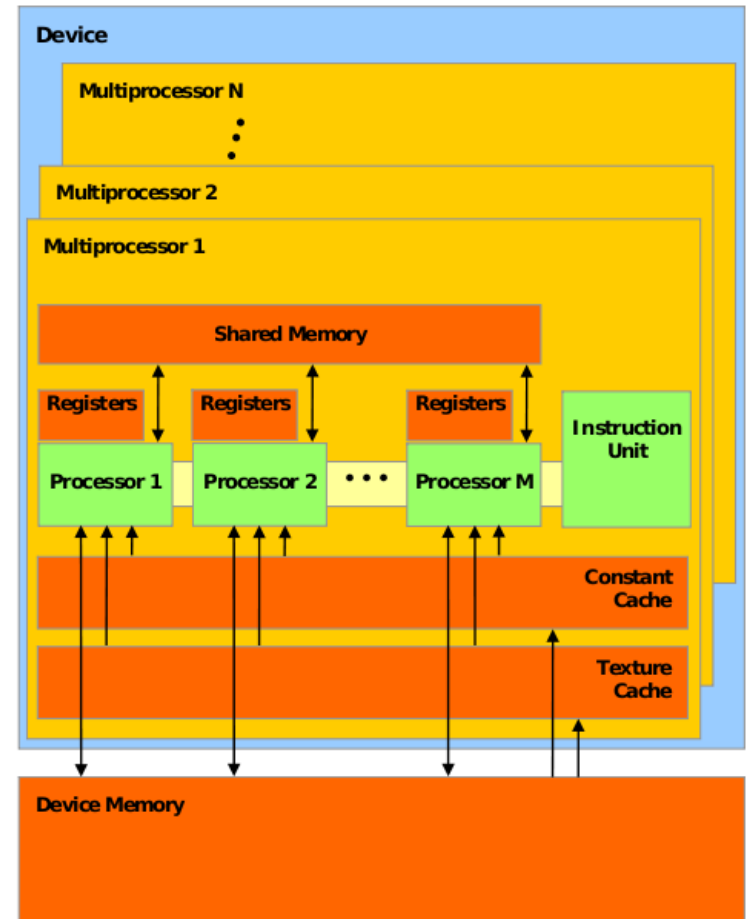 Device
Multiprocessor N
Multiprocessor 2
Multiprocessor 1
Shared Memory
Registers
Registers
Registers
Instruction
Unit
Processor 1
Processor 2
Processor M
Constant
Cache
Texture
Cache
Device Memory